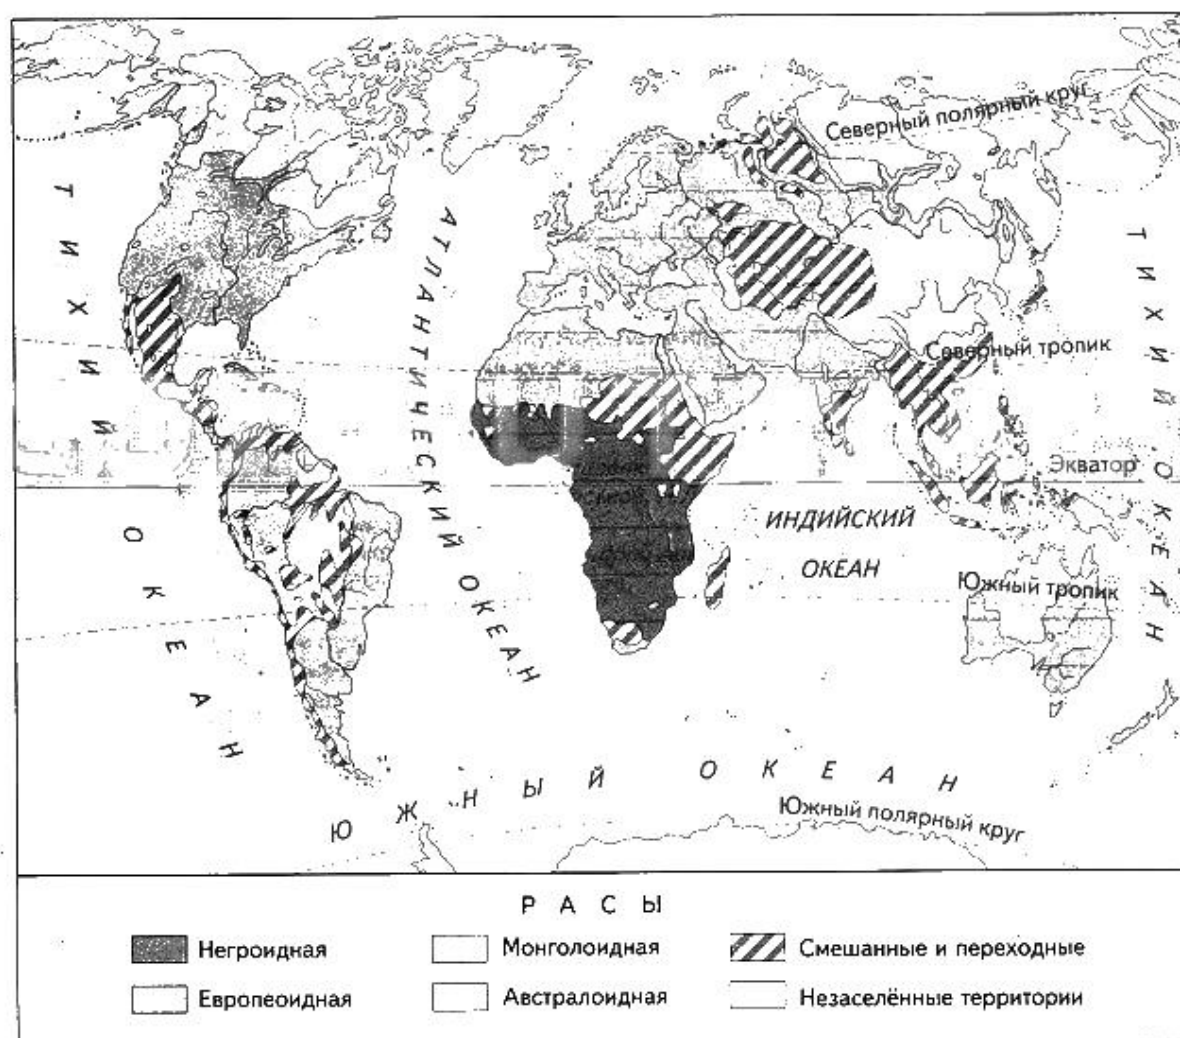 Северный полярный круг
ТИХИЙ ОКЕАН
АТЛАНТИЧЕСКИЙ ОКЕАН
ТИХИЙ ОКЕАН
Северный тропик
Экватор
ИНДИЙСКИЙ
ОКЕАН
Южный тропик
ЮЖНЫЙ ОКЕАН
Южный полярный круг
РАСЫ
Негроидная
Монголоидная
Смешанные и переходные
Европеоидная
Австралоидная
Незаселённые территории